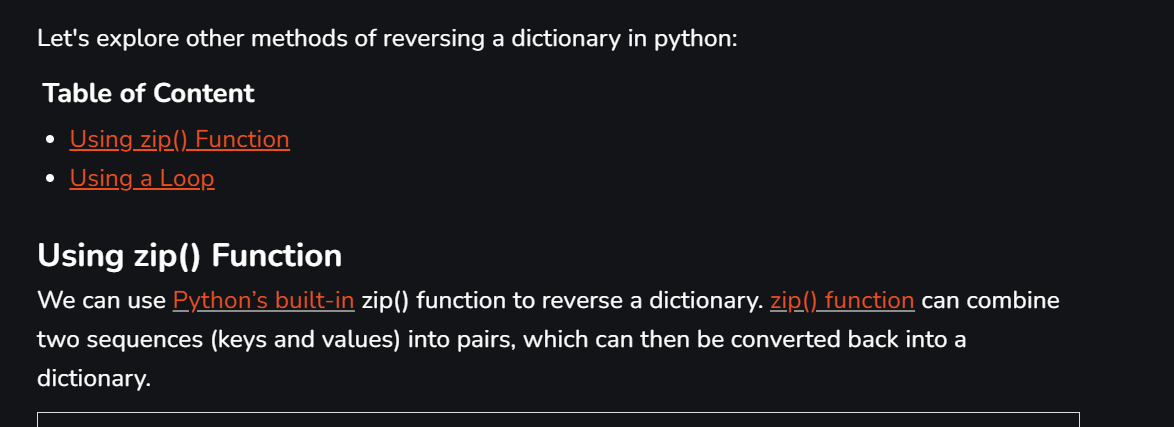 Let's explore other methods of reversing a dictionary in python:
Table of Content
Using zip() Function
Using a Loop
Using zip() Function
We can use Python’s built-in zip() function to reverse a dictionary. zip() function can combine
two sequences (keys and values) into pairs, which can then be converted back into a
dictionary.